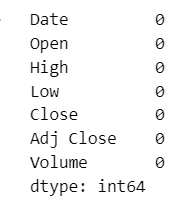 Date 0
Open 0
High 0
Low 0
Close 0
Adj Close 0
Volume 0
dtype: int64